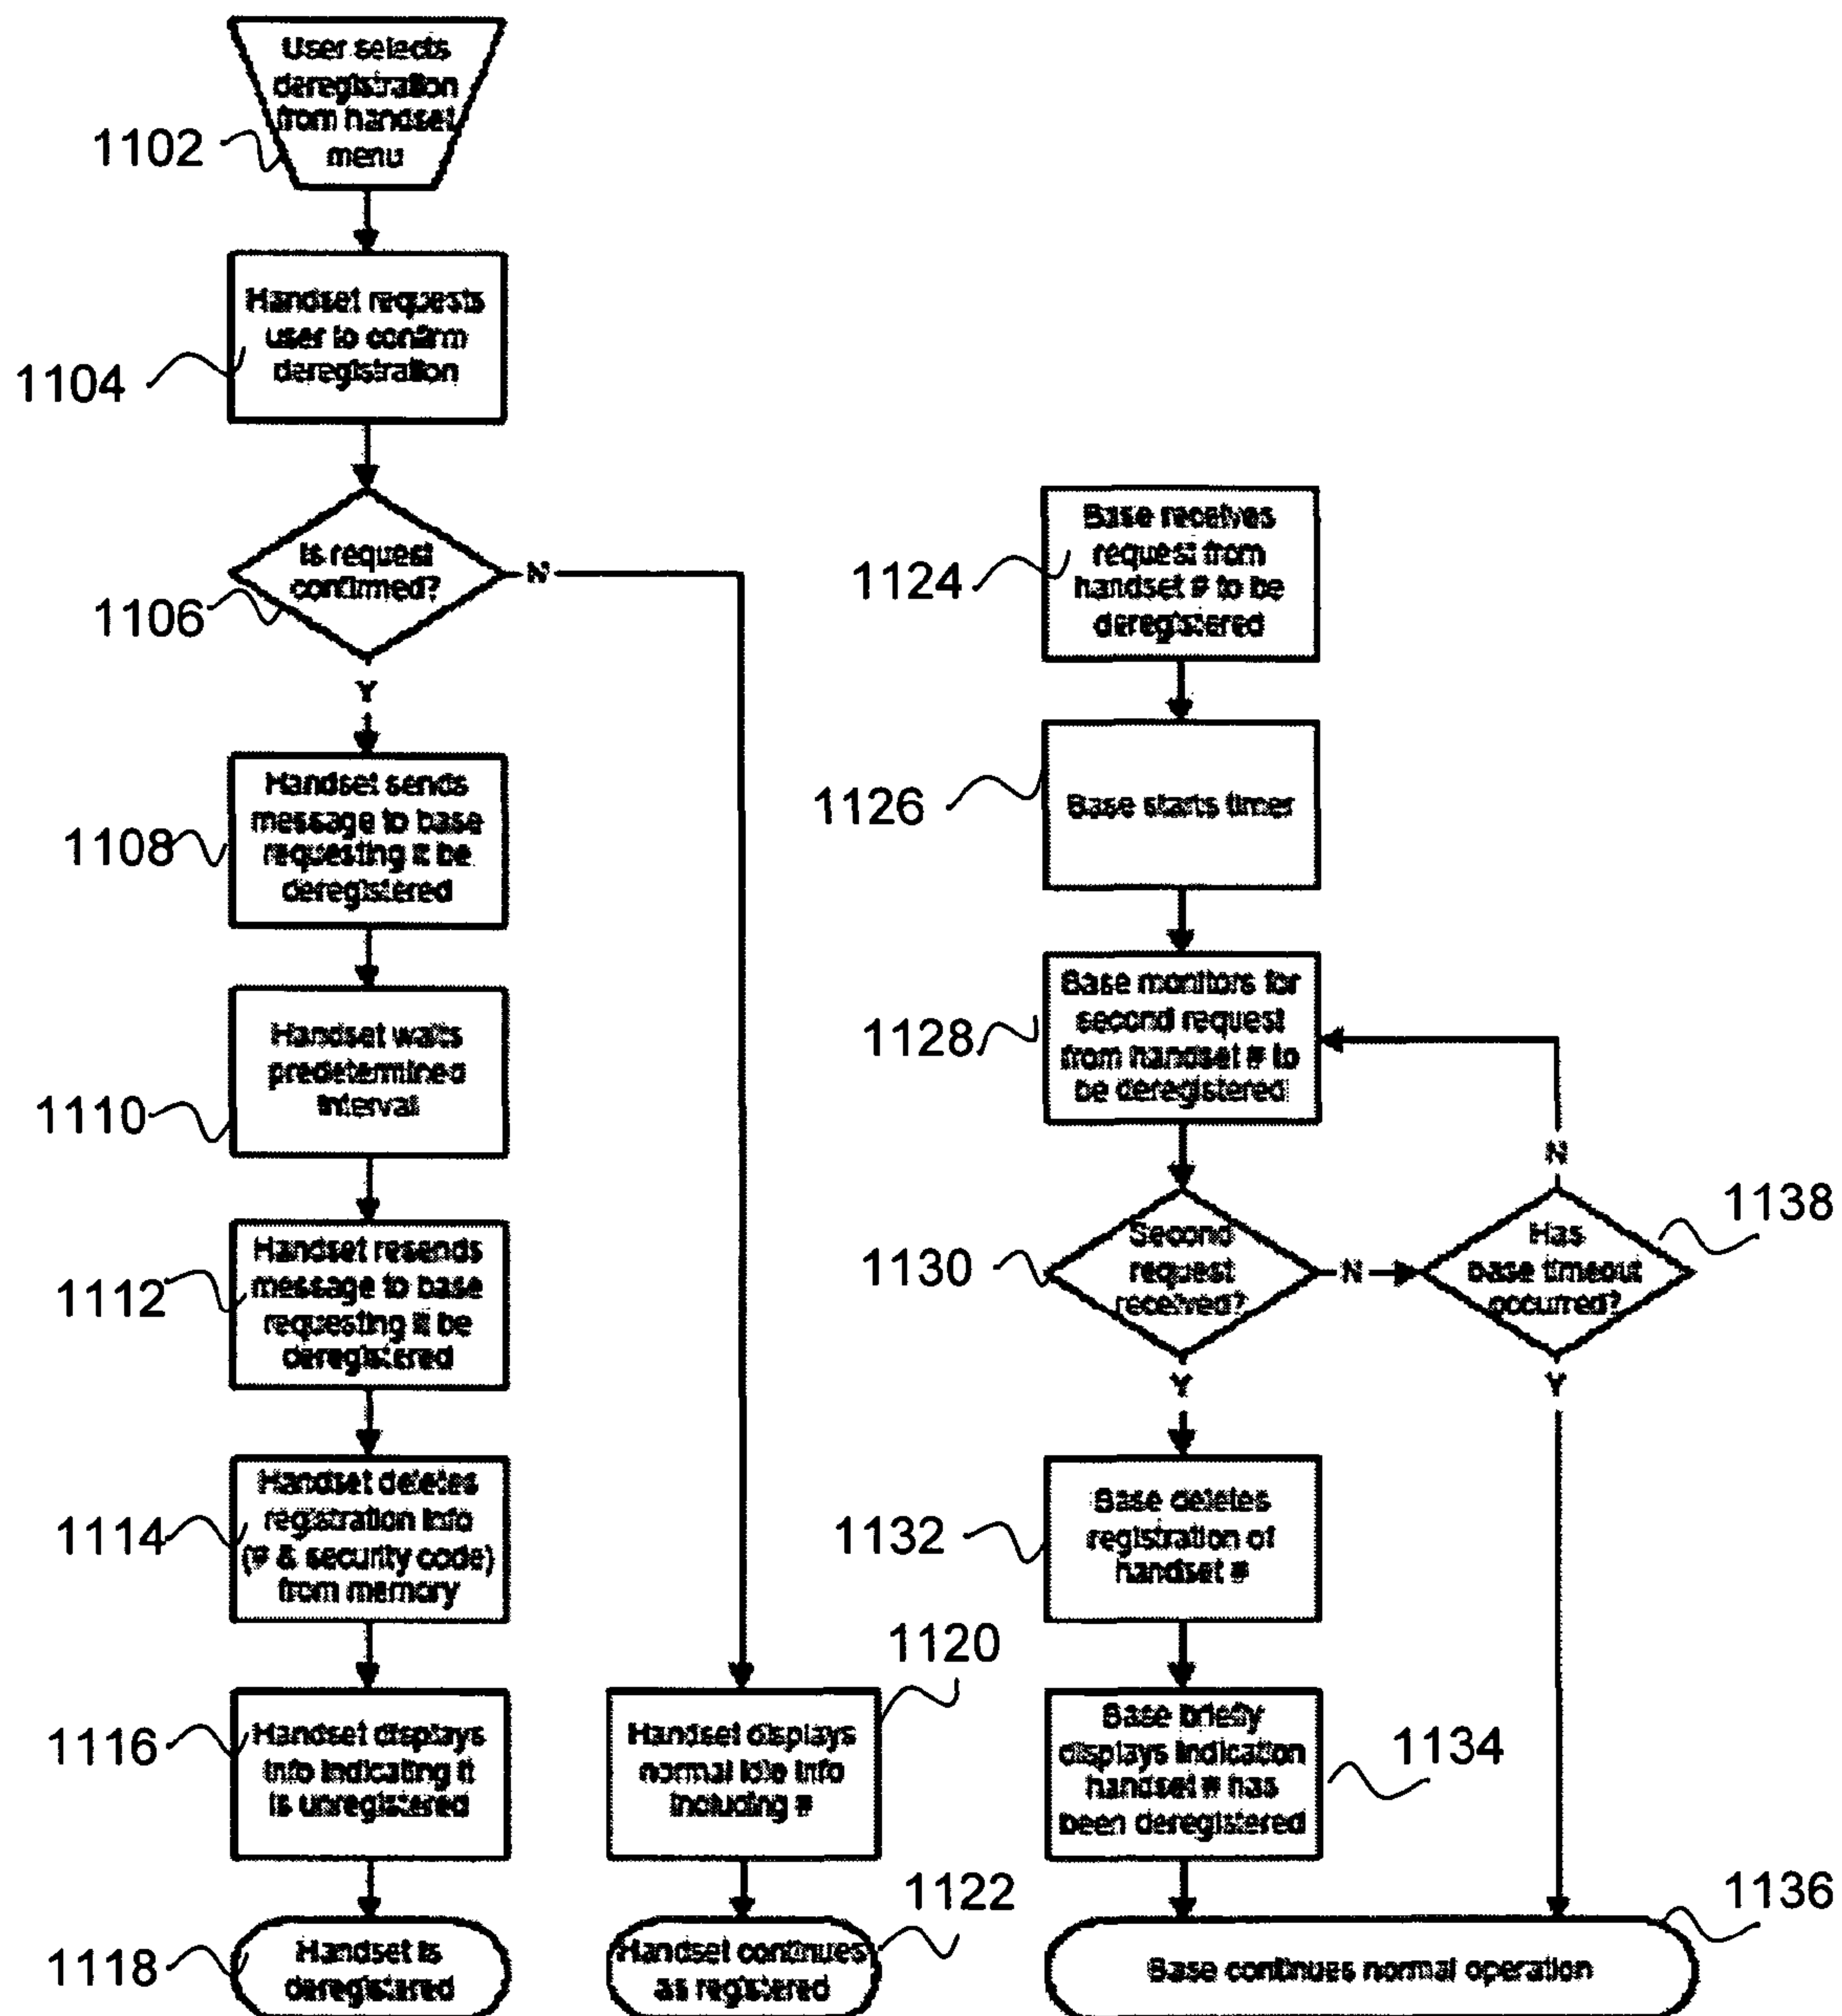 User selects
deregistration
from handset
menu
1102
Handset requests
user to confirm
deregistration
1104
Is request
confirmed?
1106
N
Y
Handset sends
message to base
requesting it be
deregistered
1108
Handset waits
predetermined
interval
1110
Handset resends
message to base
requesting it be
deregistered
1112
Handset deletes
registration info
(# & security code)
from memory
1114
Handset displays
info indicating it
is unregistered
1116
Handset is
deregistered
1118
Handset displays
normal idle info
including #
1120
Handset continues
as registered
1122
Base receives
request from
handset # to be
deregistered
1124
Base starts timer
1126
Base monitors for
second request
from handset # to
be deregistered
1128
Second
request
received?
1130
N
Y
Has
base timeout
occurred?
1138
N
Y
Base deletes
registration of
handset #
1132
Base briefly
displays indication
handset # has
been deregistered
1134
Base continues normal operation
1136